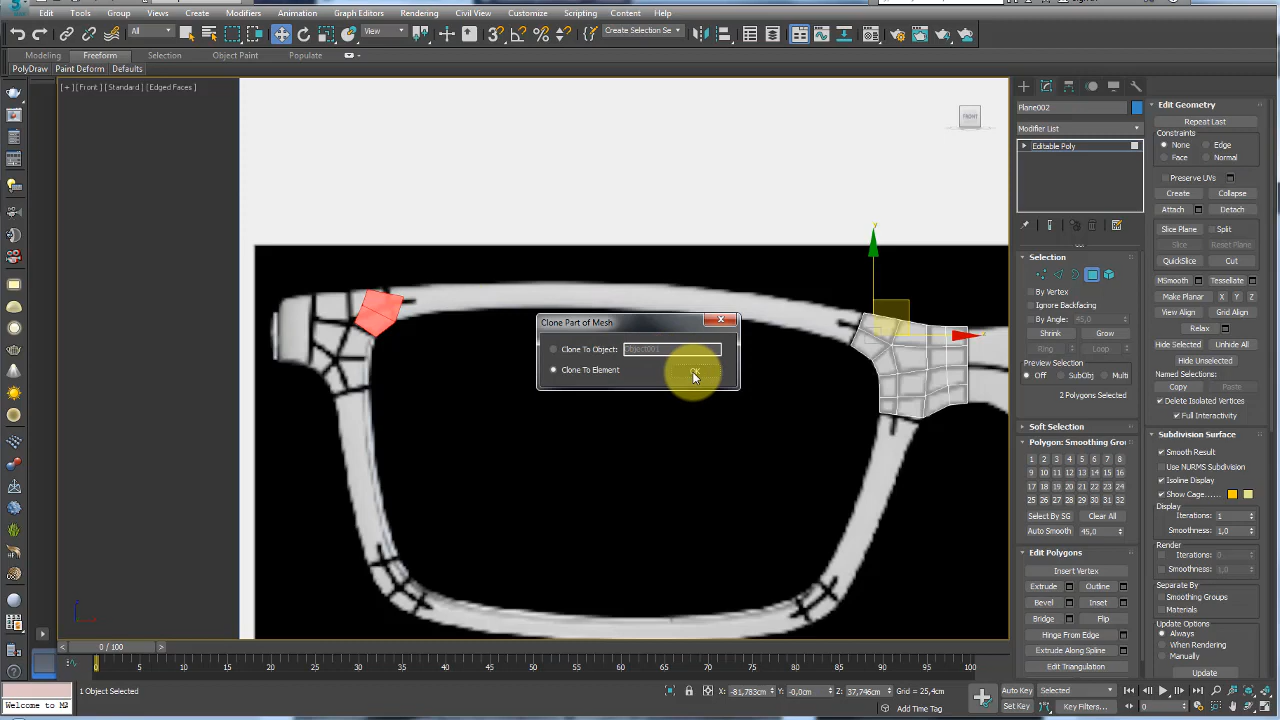 Edit Tools Group Views Create Modifiers Animation Graph Editors Rendering Civil View Customize Scripting Content Help
All View Create Selection Se
Modeling Freeform Selection Object Paint Populate
PolyDraw Paint Deform Defaults
[+] [Front] [Standard] [Edged Faces]
FRONT
Clone Part of Mesh
Clone To Object: Object001
Clone To Element OK
y
Plane002
Modifier List
Editable Poly
Selection
By Vertex
Ignore Backfacing
By Angle: 45,0
Shrink Grow
Ring Loop
Preview Selection
Off SubObj Multi
2 Polygons Selected
Soft Selection
Polygon: Smoothing Grou
1 2 3 4 5 6 7 8
9 10 11 12 13 14 15 16
17 18 19 20 21 22 23 24
25 26 27 28 29 30 31 32
Select By SG Clear All
Auto Smooth 45,0
Edit Polygons
Insert Vertex
Extrude Outline
Bevel Inset
Bridge Flip
Hinge From Edge
Extrude Along Spline
Edit Triangulation
Edit Geometry
Repeat Last
Constraints
None Edge
Face Normal
Preserve UVs
Create Collapse
Attach Detach
Slice Plane Split
Slice Reset Plane
QuickSlice Cut
MSmooth Tessellate
Make Planar X Y Z
View Align Grid Align
Relax
Hide Selected Unhide All
Hide Unselected
Named Selections:
Copy Paste
Delete Isolated Vertices
Full Interactivity
Subdivision Surface
Smooth Result
Use NURMS Subdivision
Isoline Display
Show Cage......
Display
Iterations: 1
Smoothness: 1,0
Render
Iterations: 0
Smoothness: 1,0
Separate By
Smoothing Groups
Materials
Update Options
Always
When Rendering
Manually
Update
0 / 100
0 5 10 15 20 25 30 35 40 45 50 55 60 65 70 75 80 85 90 95 100
1 Object Selected X: -81,783cm Y: -0,0cm Z: 37,746cm Grid = 25,4cm Auto Key Selected
Welcome to M Add Time Tag Set Key Key Filters... 0